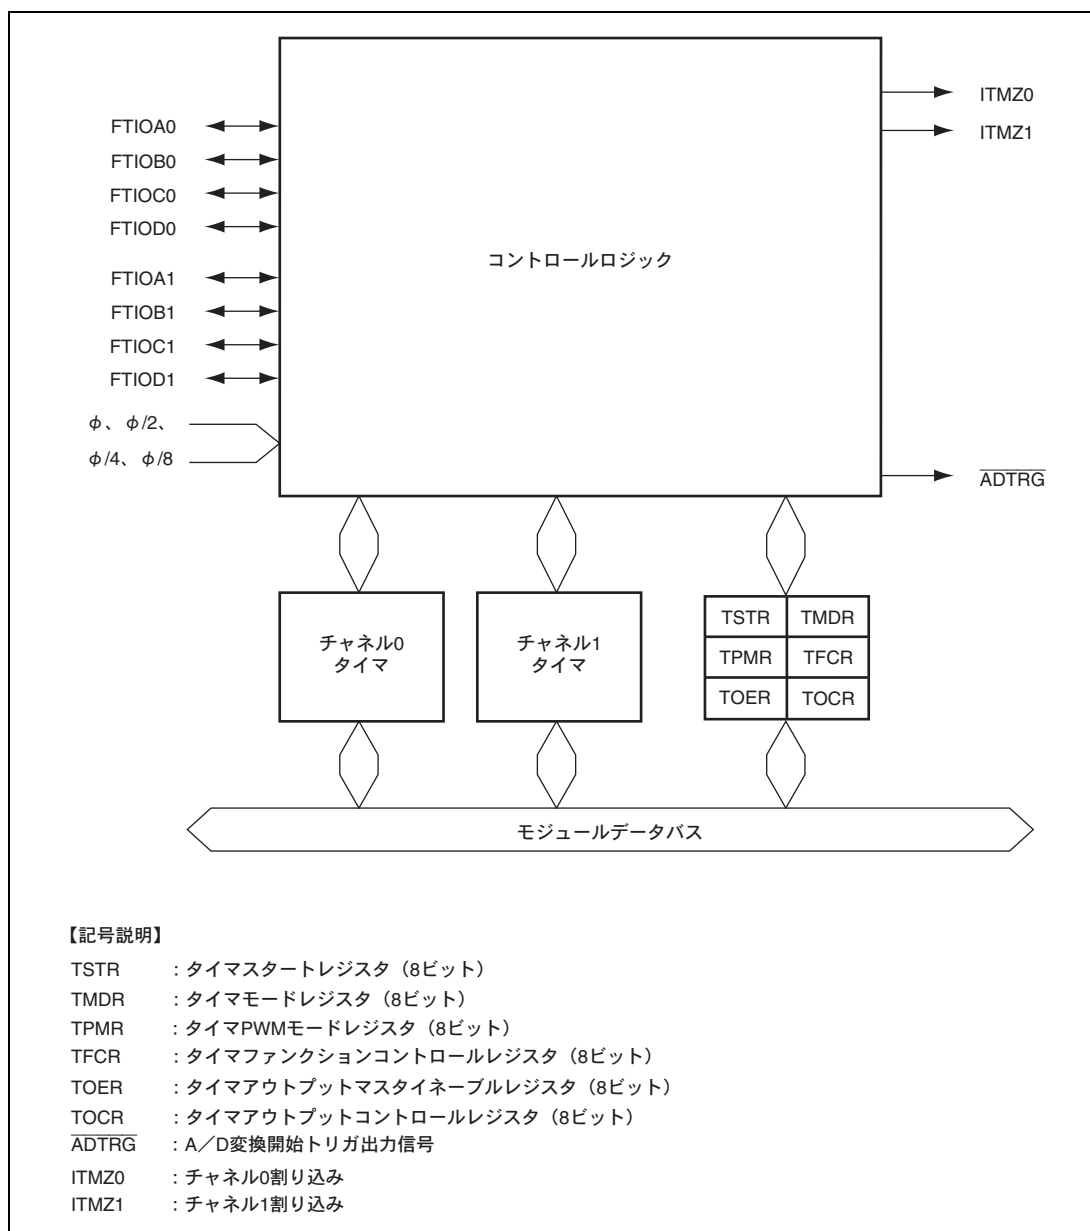 ITMZ0
ITMZ1
FTIOA0
FTIOB0
FTIOC0
FTIOD0
FTIOA1
FTIOB1
FTIOC1
FTIOD1
φ、φ/2、
φ/4、φ/8
コントロールロジック
ADTRG
チャネル0
タイマ
チャネル1
タイマ
TSTR TMDR
TPMR TFCR
TOER TOCR
モジュールデータバス
【記号説明】
TSTR :タイマスタートレジスタ(8ビット)
TMDR :タイマモードレジスタ(8ビット)
TPMR :タイマPWMモードレジスタ(8ビット)
TFCR :タイマファンクションコントロールレジスタ(8ビット)
TOER :タイマアウトプットマスタイネーブルレジスタ(8ビット)
TOCR :タイマアウトプットコントロールレジスタ(8ビット)
ADTRG :A/D変換開始トリガ出力信号
ITMZ0 :チャネル0割り込み
ITMZ1 :チャネル1割り込み